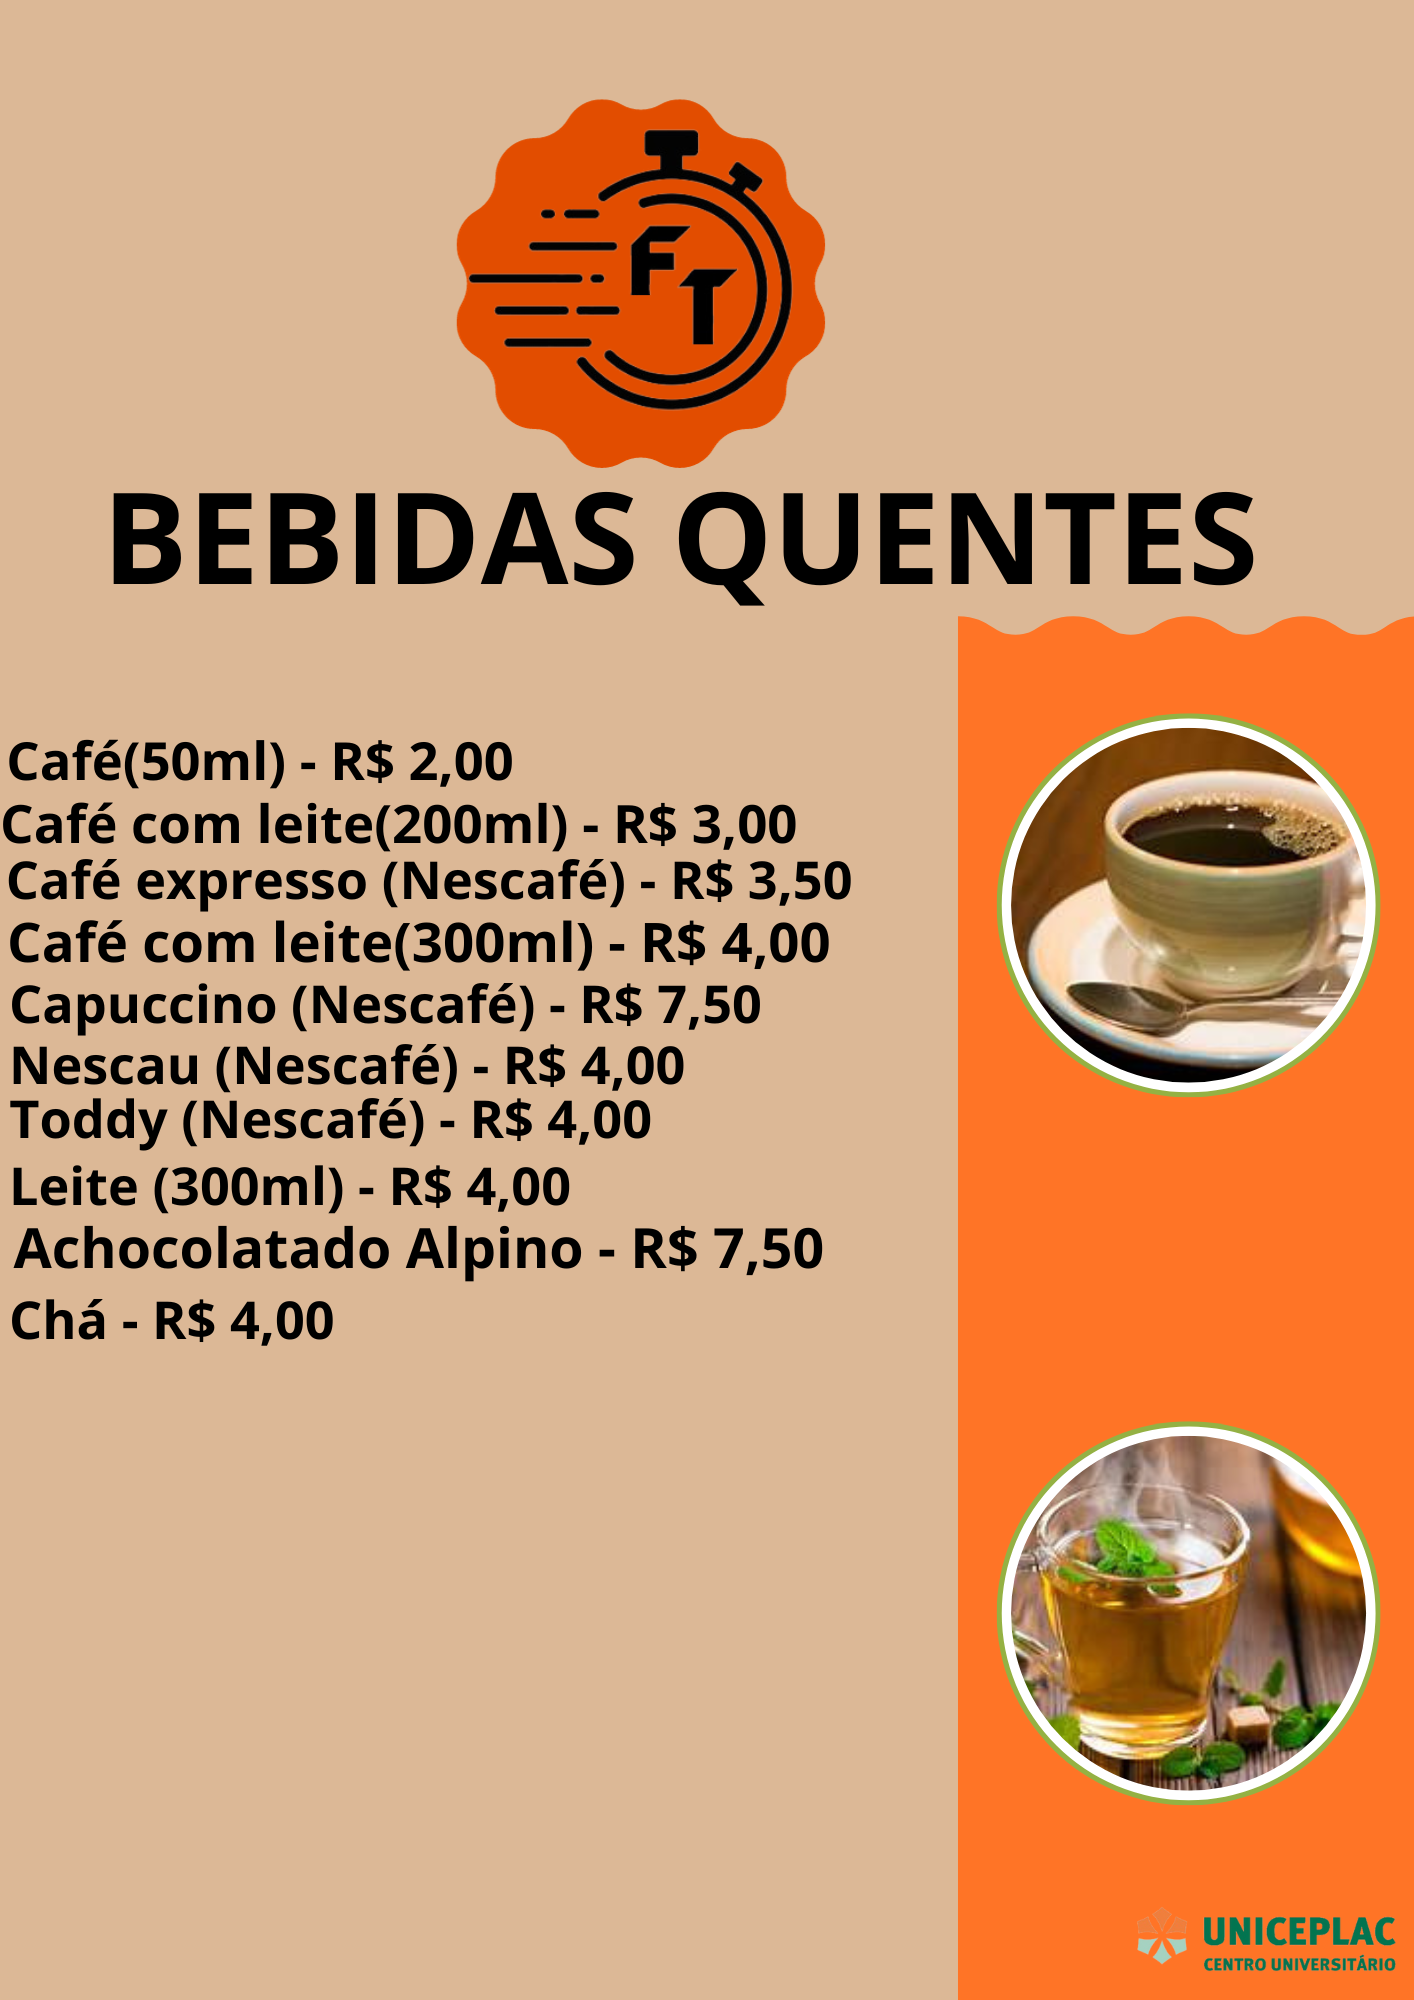 FT
BEBIDAS QUENTES
Café(50ml) - R$ 2,00
Café com leite(200ml) - R$ 3,00
Café expresso (Nescafé) - R$ 3,50
Café com leite(300ml) - R$ 4,00
Capuccino (Nescafé) - R$ 7,50
Nescau (Nescafé) - R$ 4,00
Toddy (Nescafé) - R$ 4,00
Leite (300ml) - R$ 4,00
Achocolatado Alpino - R$ 7,50
Chá - R$ 4,00
UNICEPLAC
CENTRO UNIVERSITÁRIO